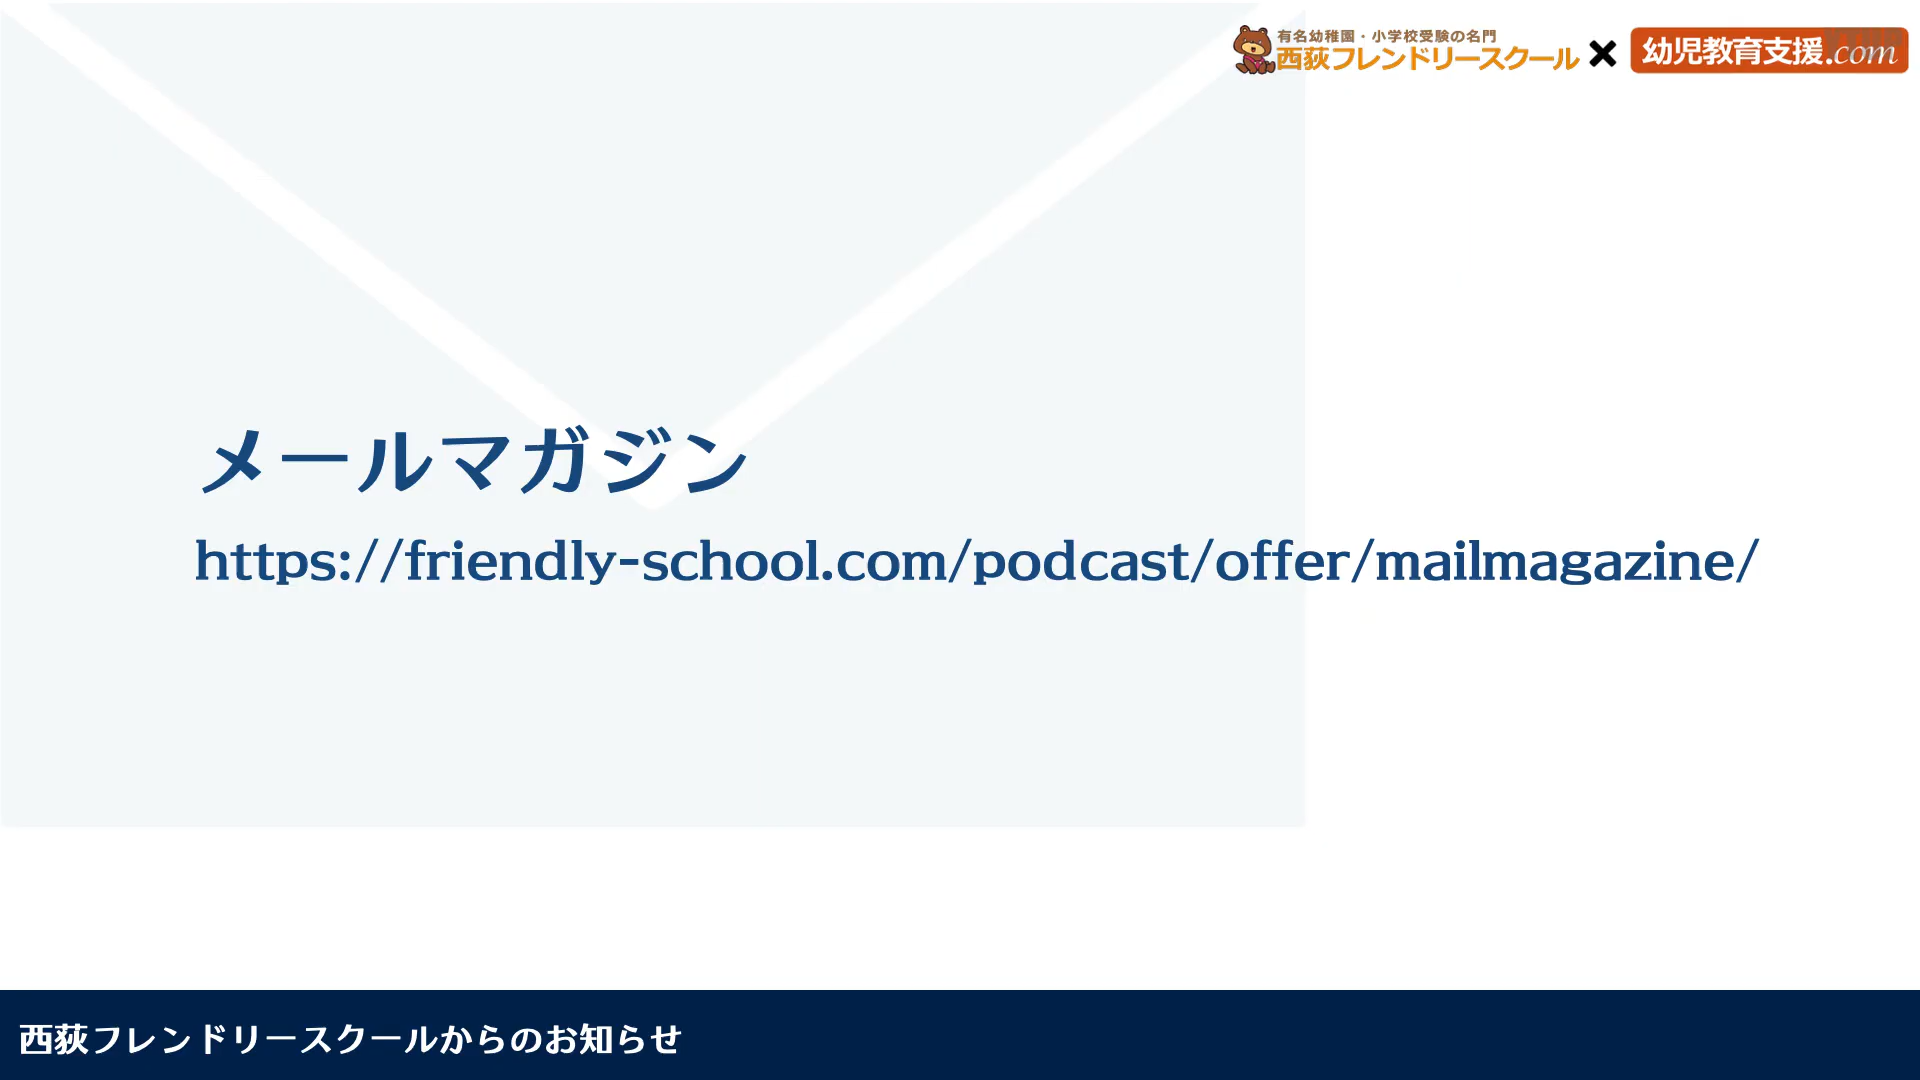 有名幼稚園・小学校受験の名門
西荻フレンドリースクール
幼児教育支援.com
メールマガジン
https://friendly-school.com/podcast/offer/mailmagazine/
西荻フレンドリースクールからのお知らせ